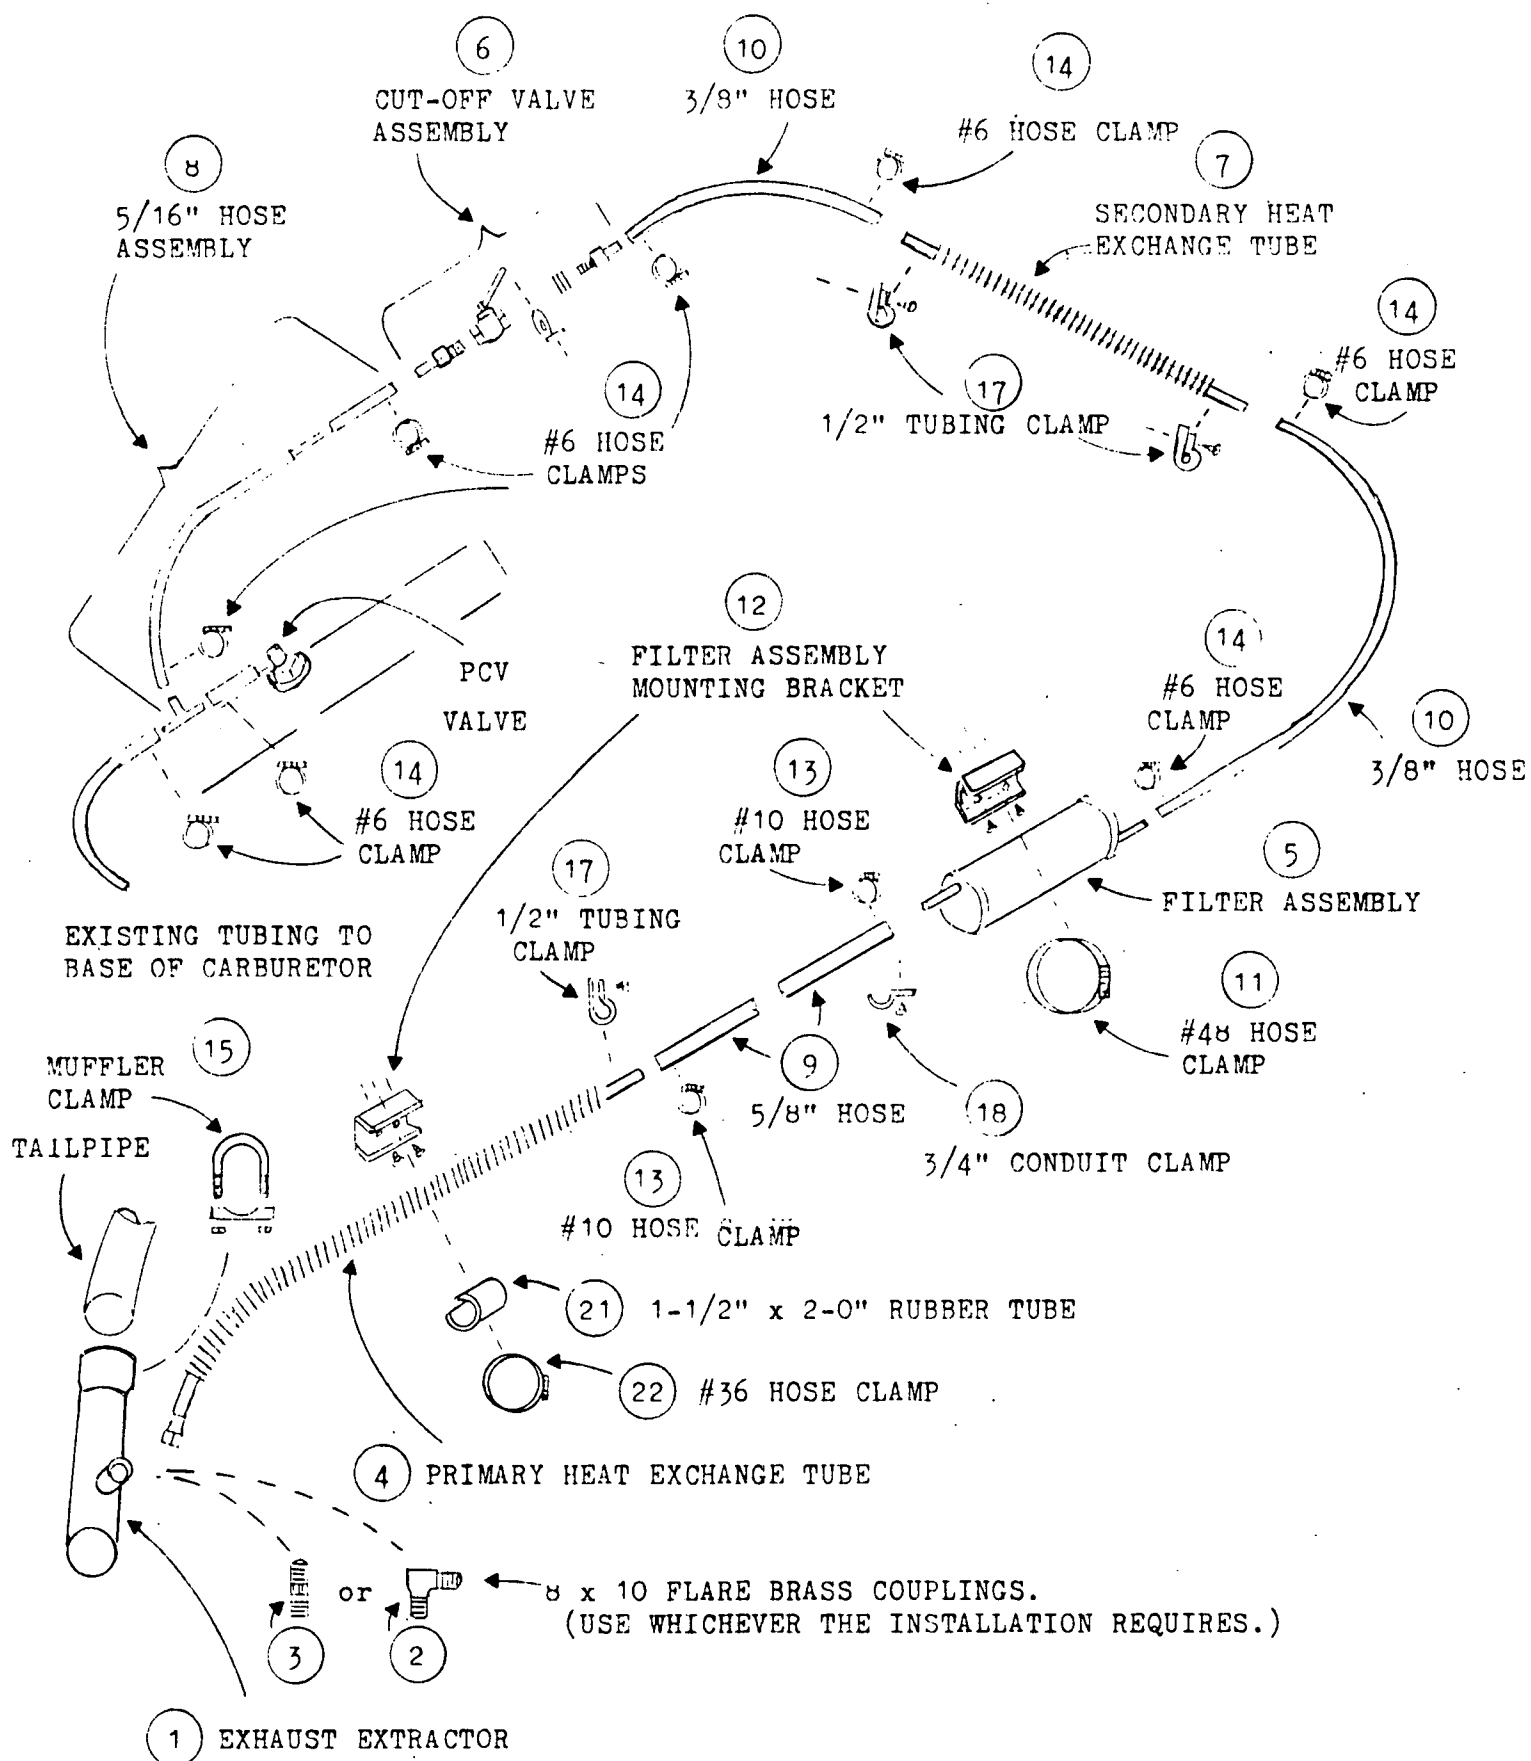 6
CUT-OFF VALVE
ASSEMBLY
10
3/8" HOSE
14
#6 HOSE CLAMP
8
5/16" HOSE
ASSEMBLY
7
SECONDARY HEAT
EXCHANGE TUBE
14
#6 HOSE
CLAMP
14
#6 HOSE
CLAMPS
17
1/2" TUBING CLAMP
PCV
VALVE
12
FILTER ASSEMBLY
MOUNTING BRACKET
14
#6 HOSE
CLAMP
10
3/8" HOSE
14
#6 HOSE
CLAMP
13
#10 HOSE
CLAMP
5
FILTER ASSEMBLY
17
1/2" TUBING
CLAMP
EXISTING TUBING TO
BASE OF CARBURETOR
11
#48 HOSE
CLAMP
15
MUFFLER
CLAMP
TAILPIPE
9
5/8" HOSE
18
3/4" CONDUIT CLAMP
13
#10 HOSE CLAMP
21 1-1/2" x 2-0" RUBBER TUBE
22 #36 HOSE CLAMP
4 PRIMARY HEAT EXCHANGE TUBE
or
8 x 10 FLARE BRASS COUPLINGS.
(USE WHICHEVER THE INSTALLATION REQUIRES.)
3
2
1 EXHAUST EXTRACTOR